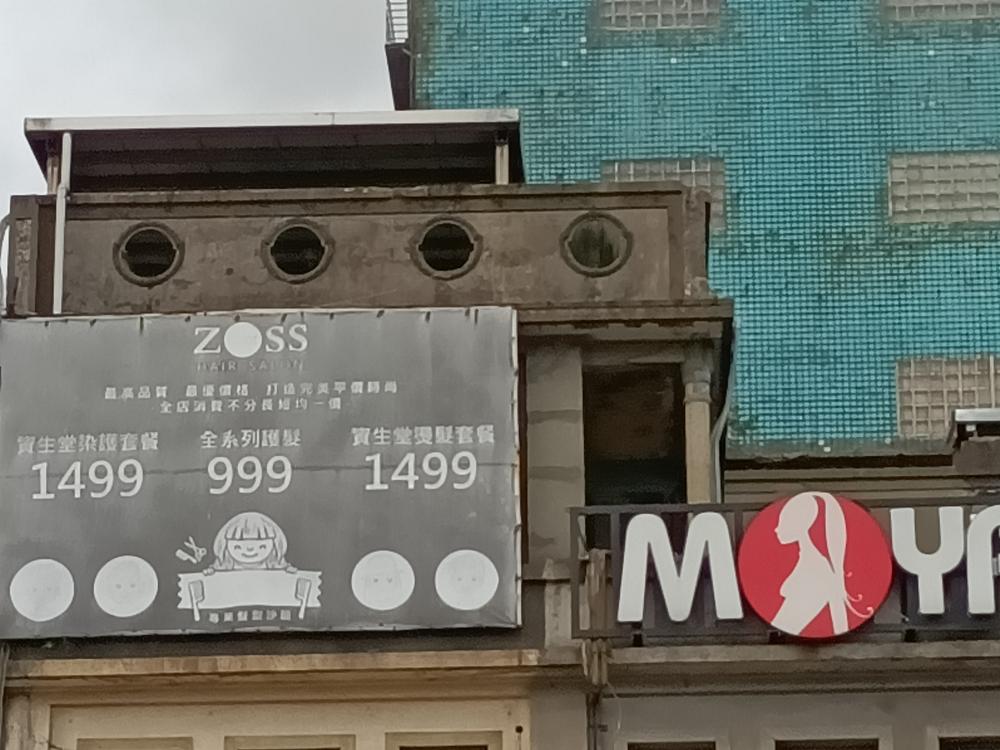 ZOSS
HAIR SALON
最高品質 最優價格 打造完美平價時尚
全店消費不分長短均一價
資生堂染護套餐 全系列護髮 資生堂燙髮套餐
1499 999 1499
專業髮型沙龍
M YA